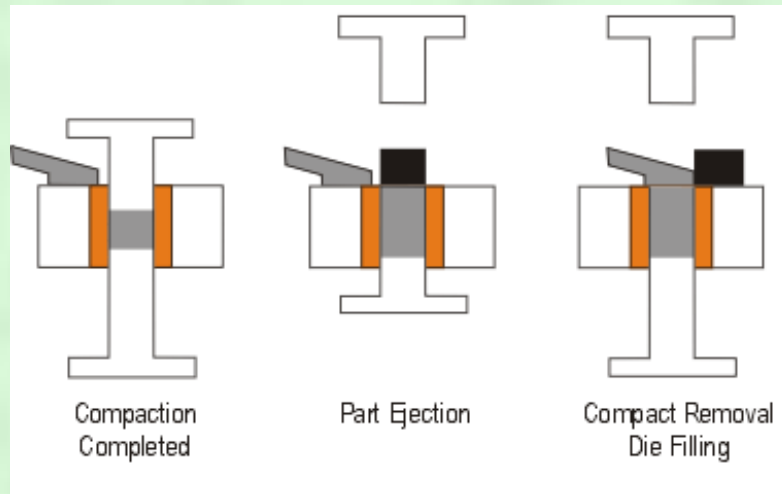 Compaction
Completed
Part Ejection
Compact Removal
Die Filling